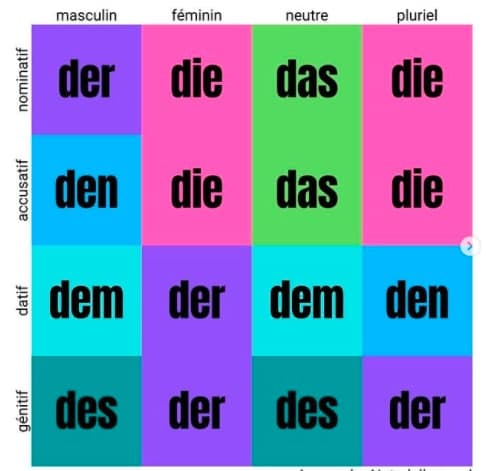 masculin féminin neutre pluriel
nominatif der die das die
accusatif den die das die
datif dem der dem den
génitif des der des der